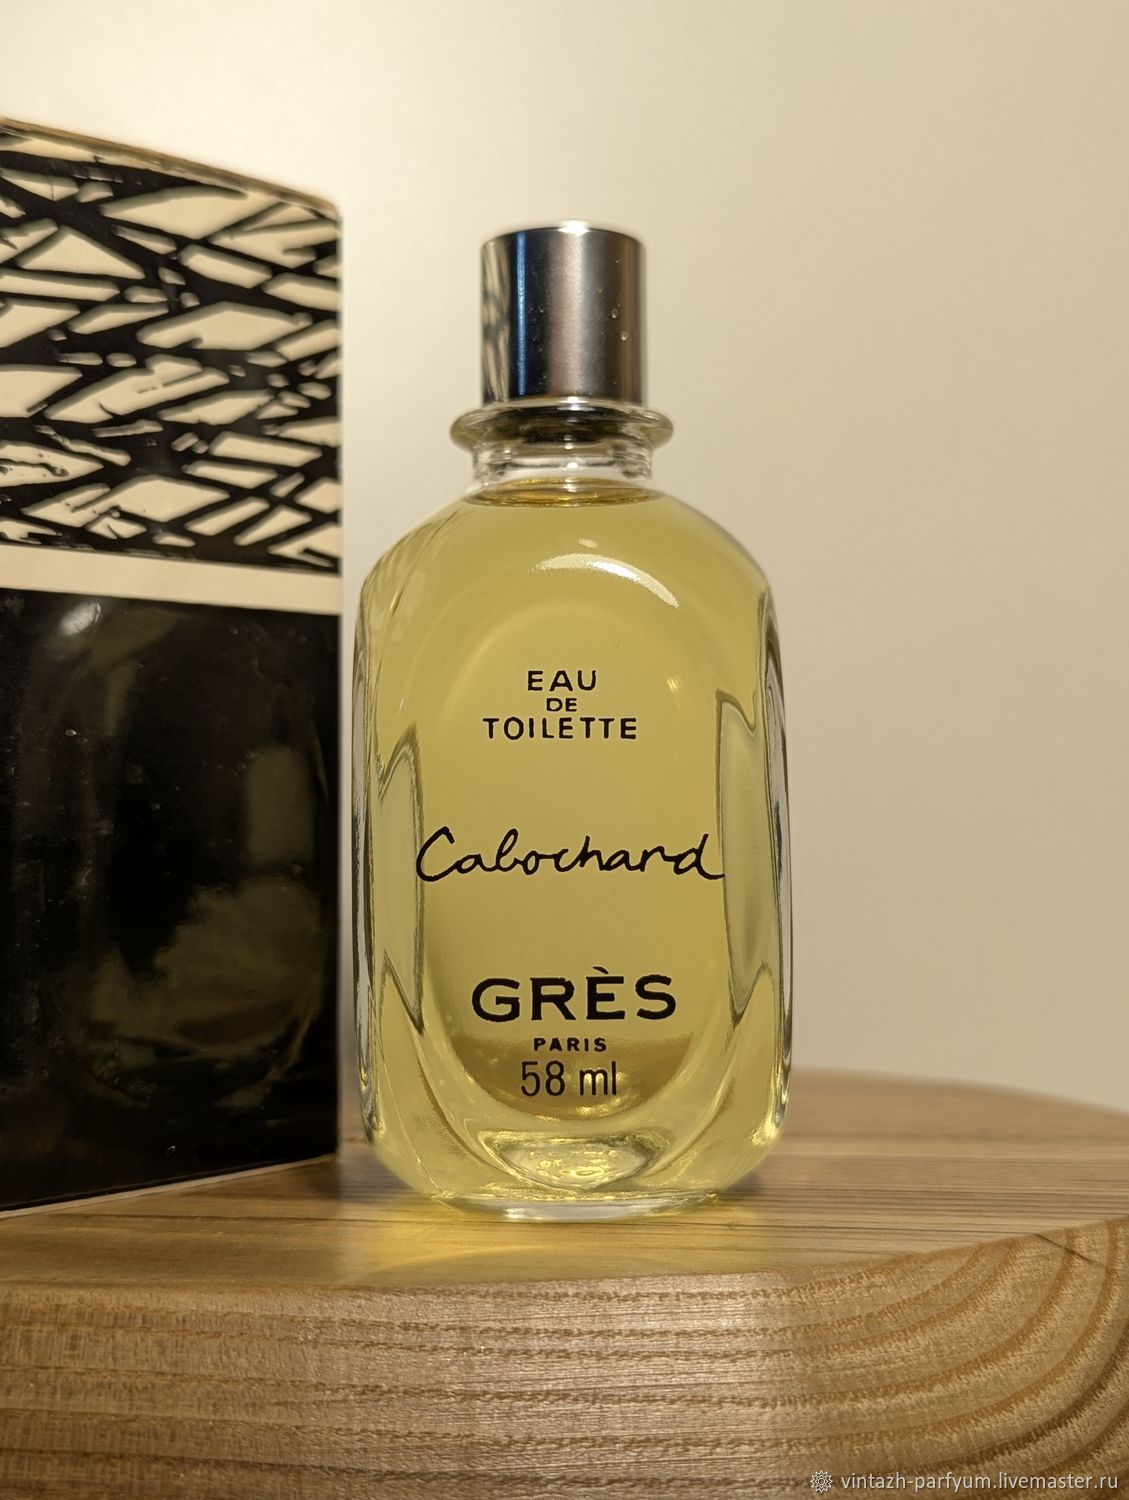 EAU
DE
TOILETTE
Cabochard
GRÈS
PARIS
58 ml
vintazh-parfyum.livemaster.ru